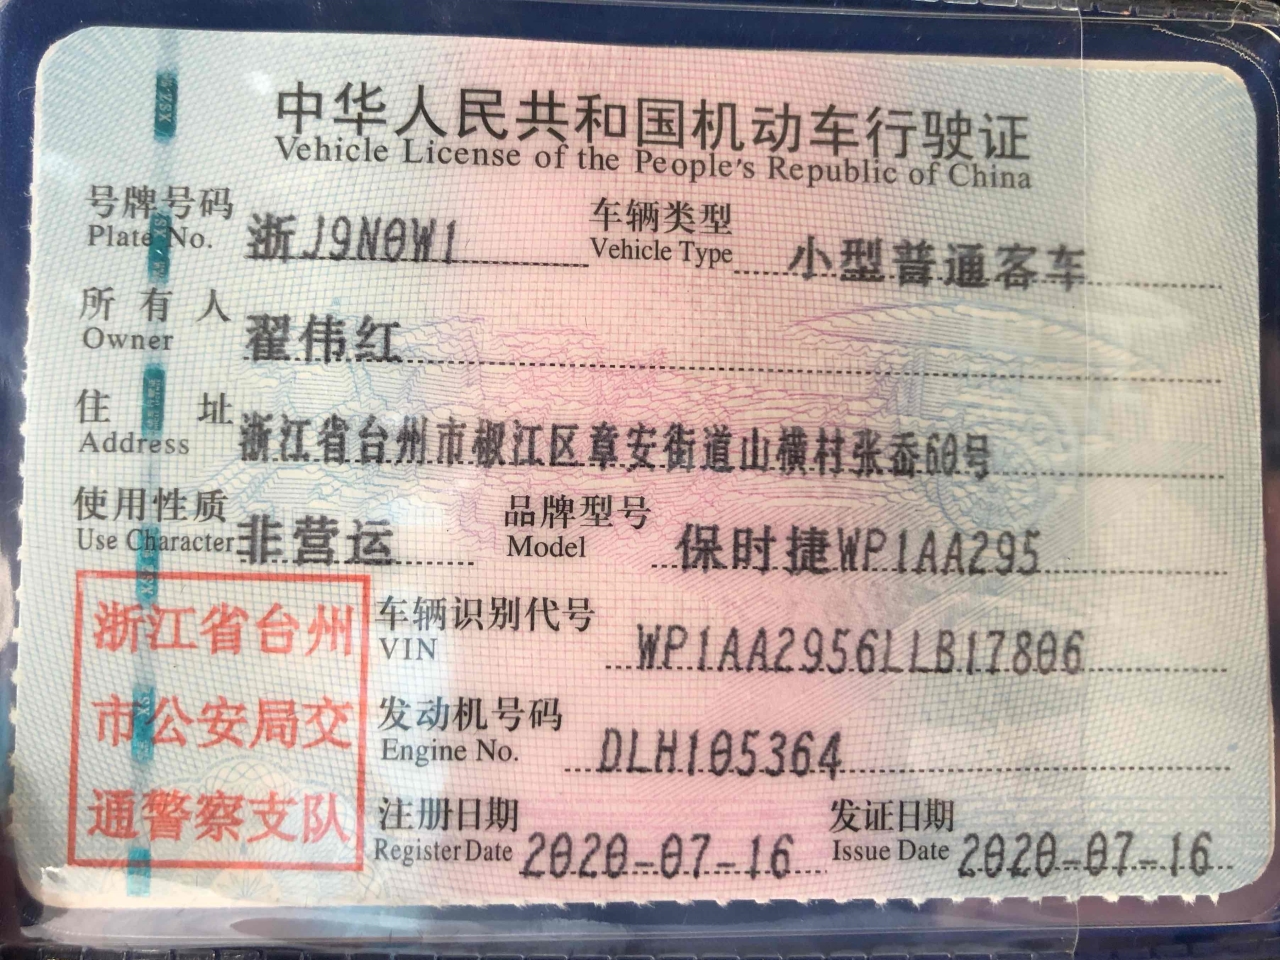 中华人民共和国机动车行驶证
Vehicle License of the People's Republic of China
号牌号码 浙J9N0W1 车辆类型 小型普通客车
Plate No. Vehicle Type
所有人 翟伟红
Owner
住址 浙江省台州市椒江区章安街道山横村张岙60号
Address
使用性质 非营运 品牌型号 保时捷WP1AA295
Use Character Model
浙江省台州
市公安局交
通警察支队
车辆识别代号 WP1AA2956LLB17806
VIN
发动机号码 DLH105364
Engine No.
注册日期 2020-07-16 发证日期 2020-07-16
Register Date Issue Date